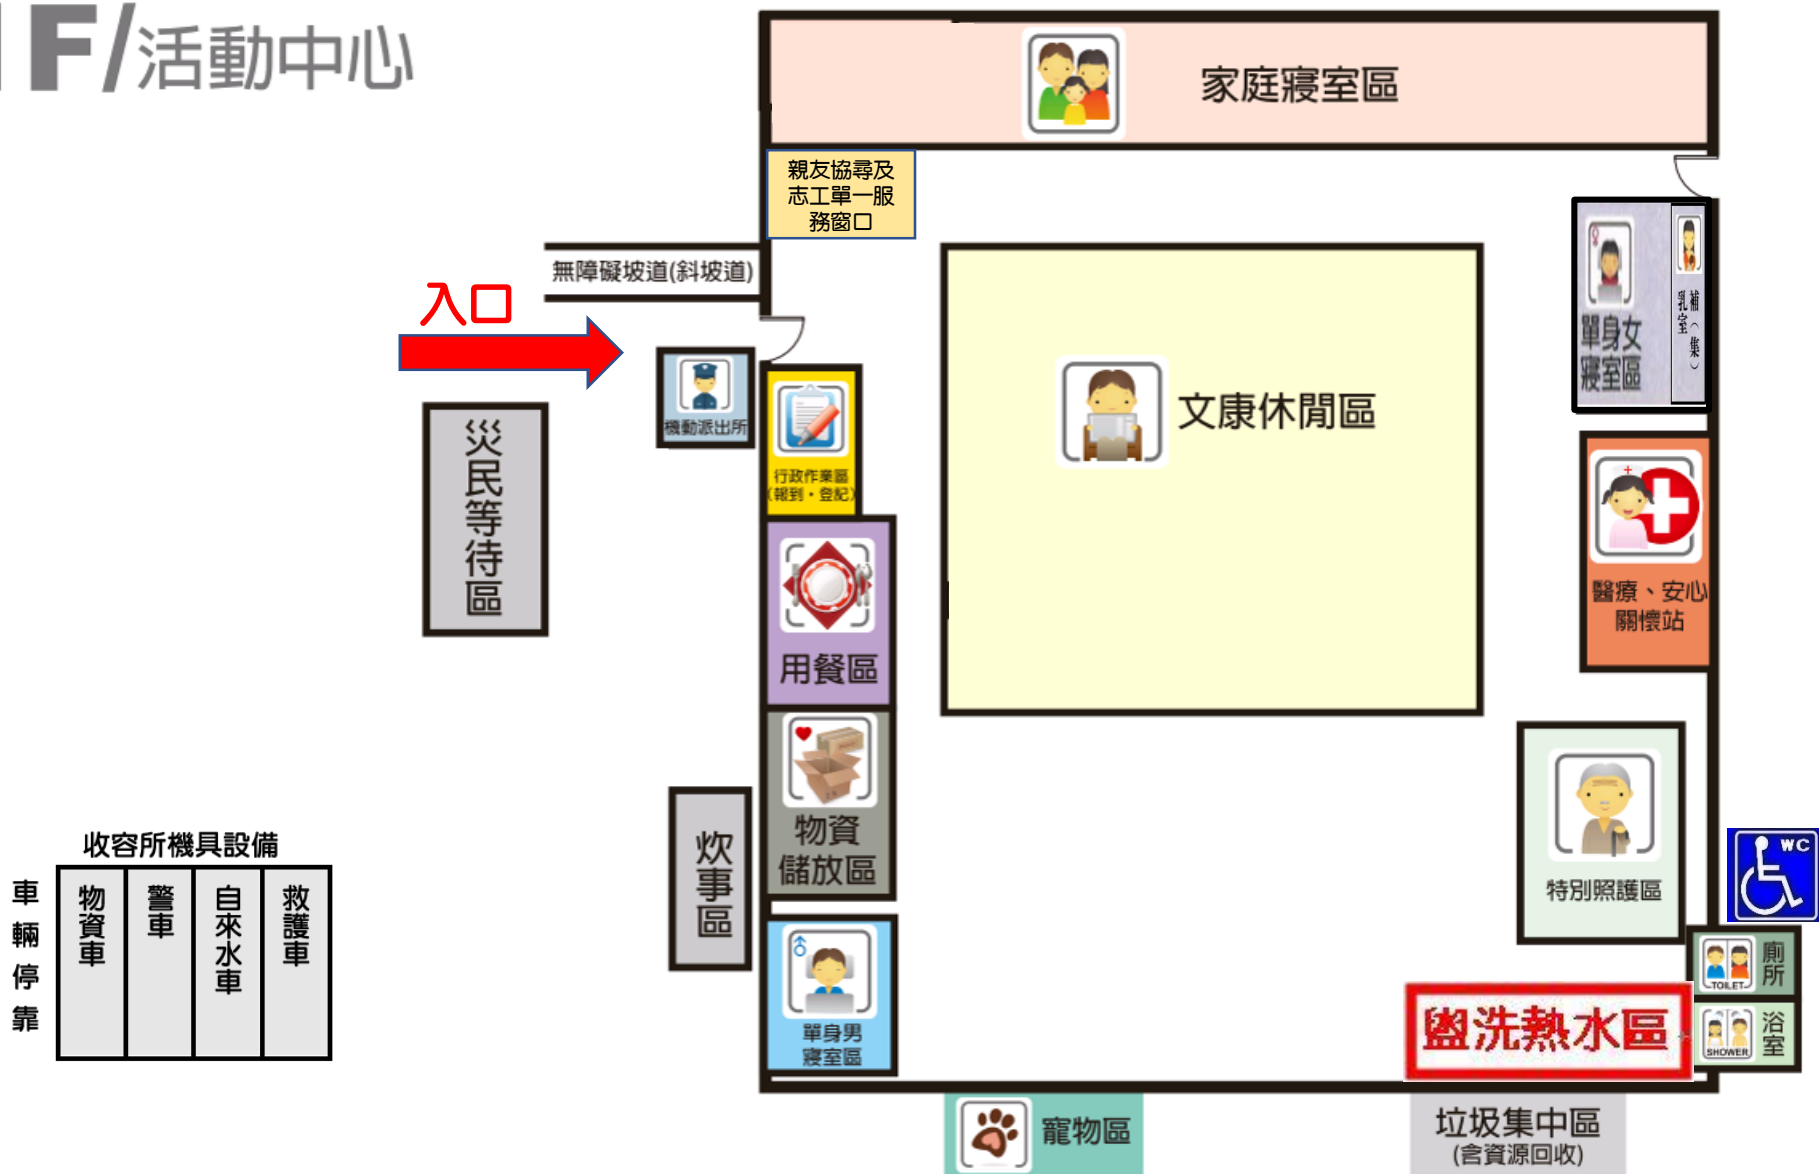 1F/活動中心
家庭寢室區
親友協尋及
志工單一服
務窗口
無障礙坡道(斜坡道)
入口
機動派出所
行政作業區
(報到・登記)
災民等待區
文康休閒區
單身女
寢室區
補(集)
乳室
用餐區
醫療、安心
關懷站
物資
儲放區
炊事區
特別照護區
WC
收容所機具設備
車輛停靠
物資車
警車
自來水車
救護車
單身男
寢室區
廁所
TOILET
盥洗熱水區
浴室
SHOWER
寵物區
垃圾集中區
(含資源回收)